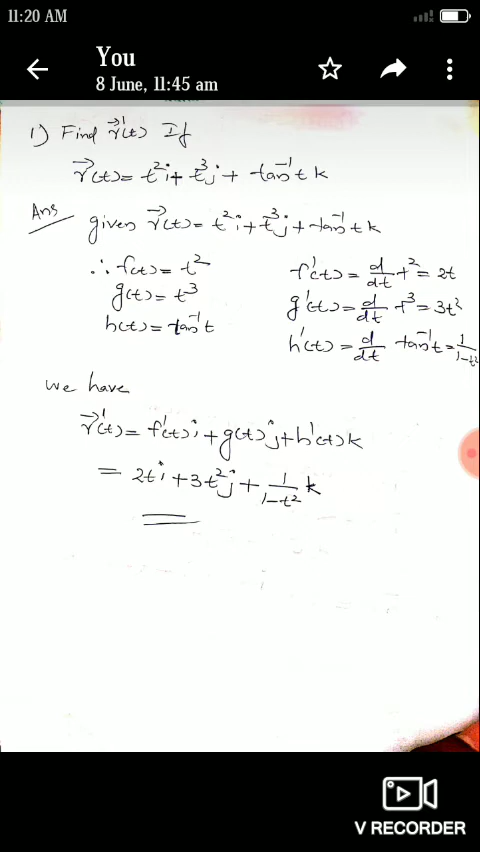 11:20 AM
You
8 June, 11:45 am
1) Find r⃗'(t) If
r⃗(t) = t²i + t³j + tan⁻¹t k
Ans given r⃗(t) = t²i + t³j + tan⁻¹t k
∴ f(t) = t² f'(t) = d/dt t² = 2t
g(t) = t³ g'(t) = d/dt t³ = 3t²
h(t) = tan⁻¹t h'(t) = d/dt tan⁻¹t = 1/1-t²
we have
r⃗'(t) = f'(t)i + g(t)j + h'(t)k
= 2ti + 3t²j + 1/1-t² k
V RECORDER